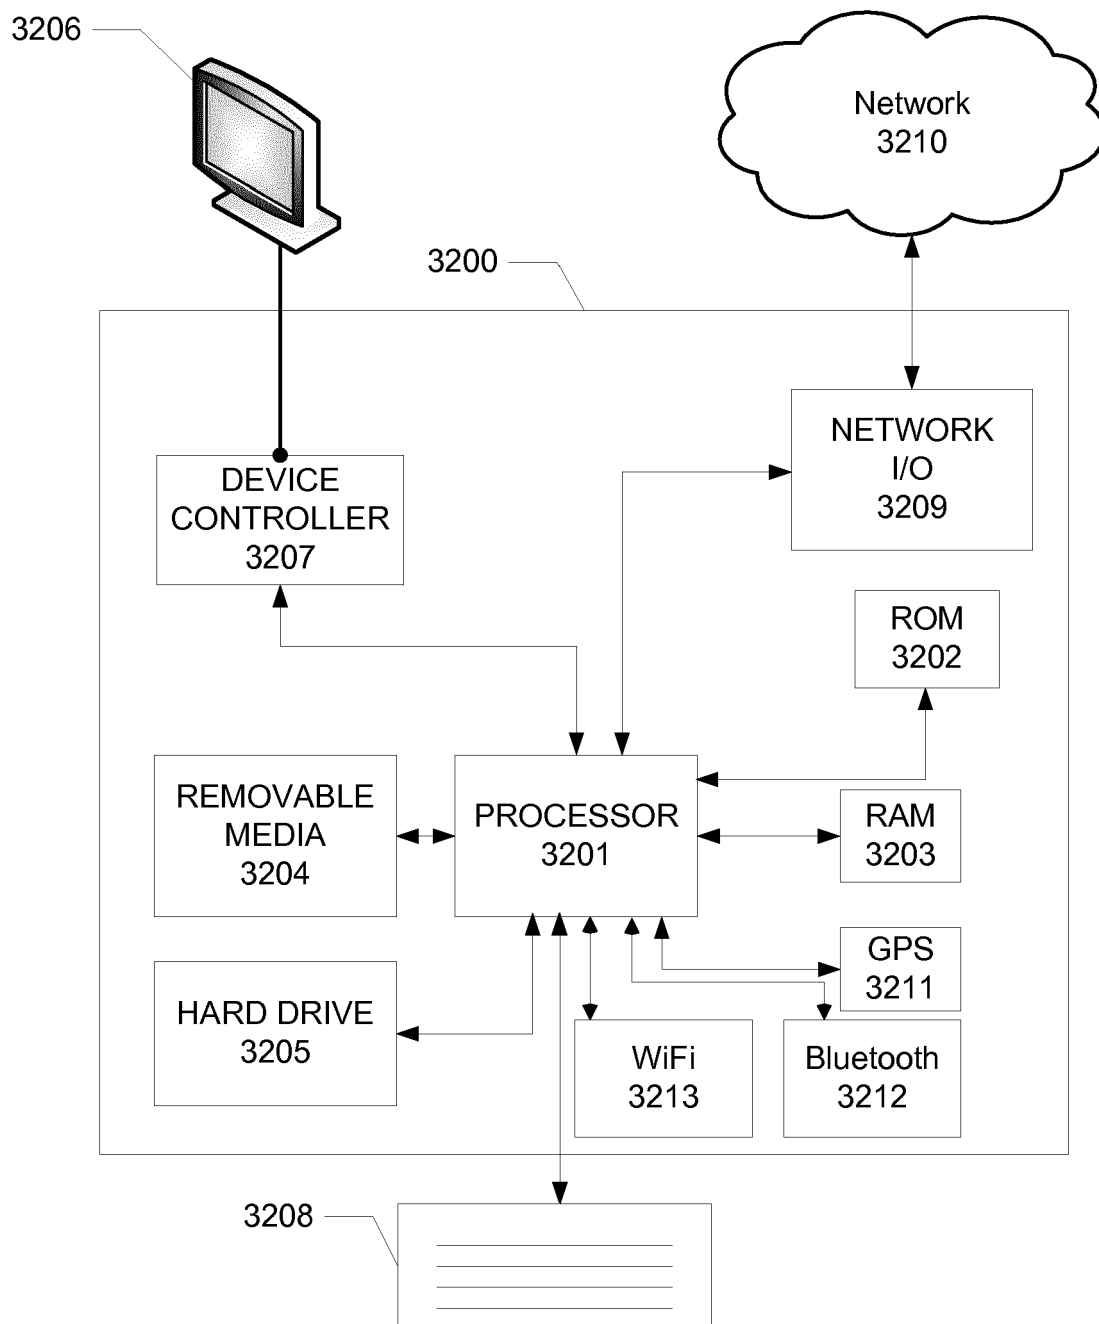 3206
Network
3210
3200
NETWORK
I/O
3209
DEVICE
CONTROLLER
3207
ROM
3202
REMOVABLE
MEDIA
3204
PROCESSOR
3201
RAM
3203
GPS
3211
HARD DRIVE
3205
WiFi
3213
Bluetooth
3212
3208